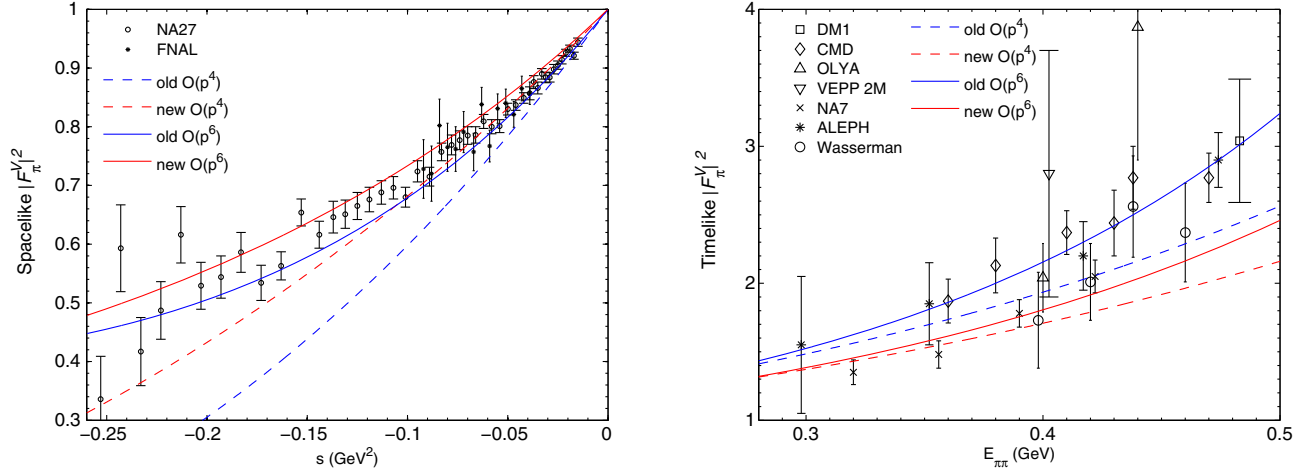 Spacelike |F_π^V|^2
1
0.9
0.8
0.7
0.6
0.5
0.4
0.3
NA27
FNAL
old O(p^4)
new O(p^4)
old O(p^6)
new O(p^6)
−0.26 −0.2 −0.15 −0.1 −0.05 0
s (GeV^2)
Timelike |F_π^V|^2
4
3
2
1
DM1
CMD
OLYA
VEPP 2M
NA7
ALEPH
Wasserman
old O(p^4)
new O(p^4)
old O(p^6)
new O(p^6)
0.3 0.4 0.5
E_ππ (GeV)